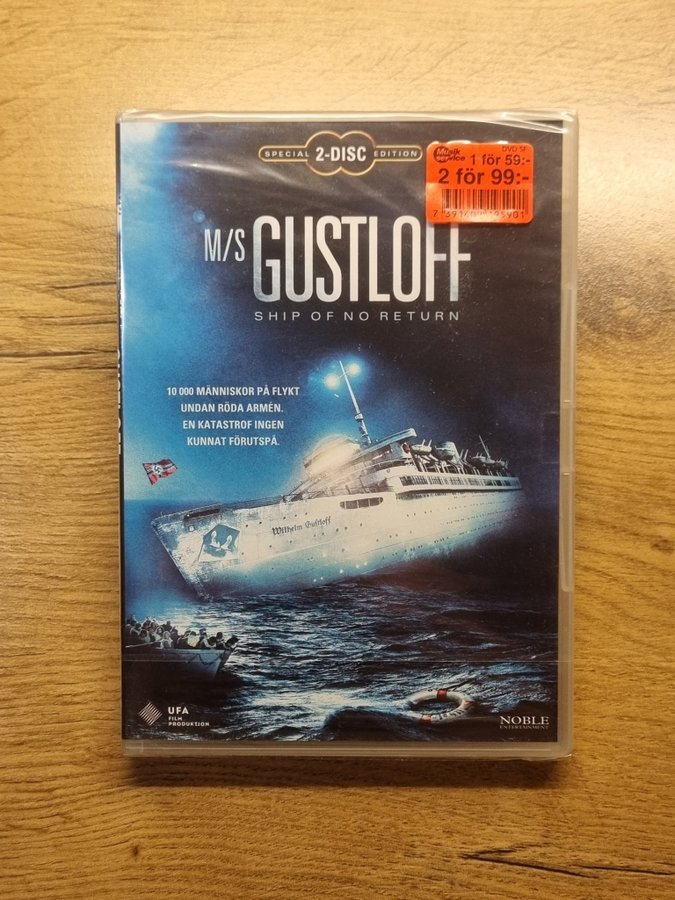 SPECIAL 2-DISC EDITION
DVD SF
Musik service 1 för 59:-
2 för 99:-
M/S GUSTLOFF
SHIP OF NO RETURN
10 000 MÄNNISKOR PÅ FLYKT
UNDAN RÖDA ARMÉN.
EN KATASTROF INGEN
KUNNAT FÖRUTSPÅ.
Wilhelm Gustloff
UFA
FILM
PRODUKTION
NOBLE
ENTERTAINMENT